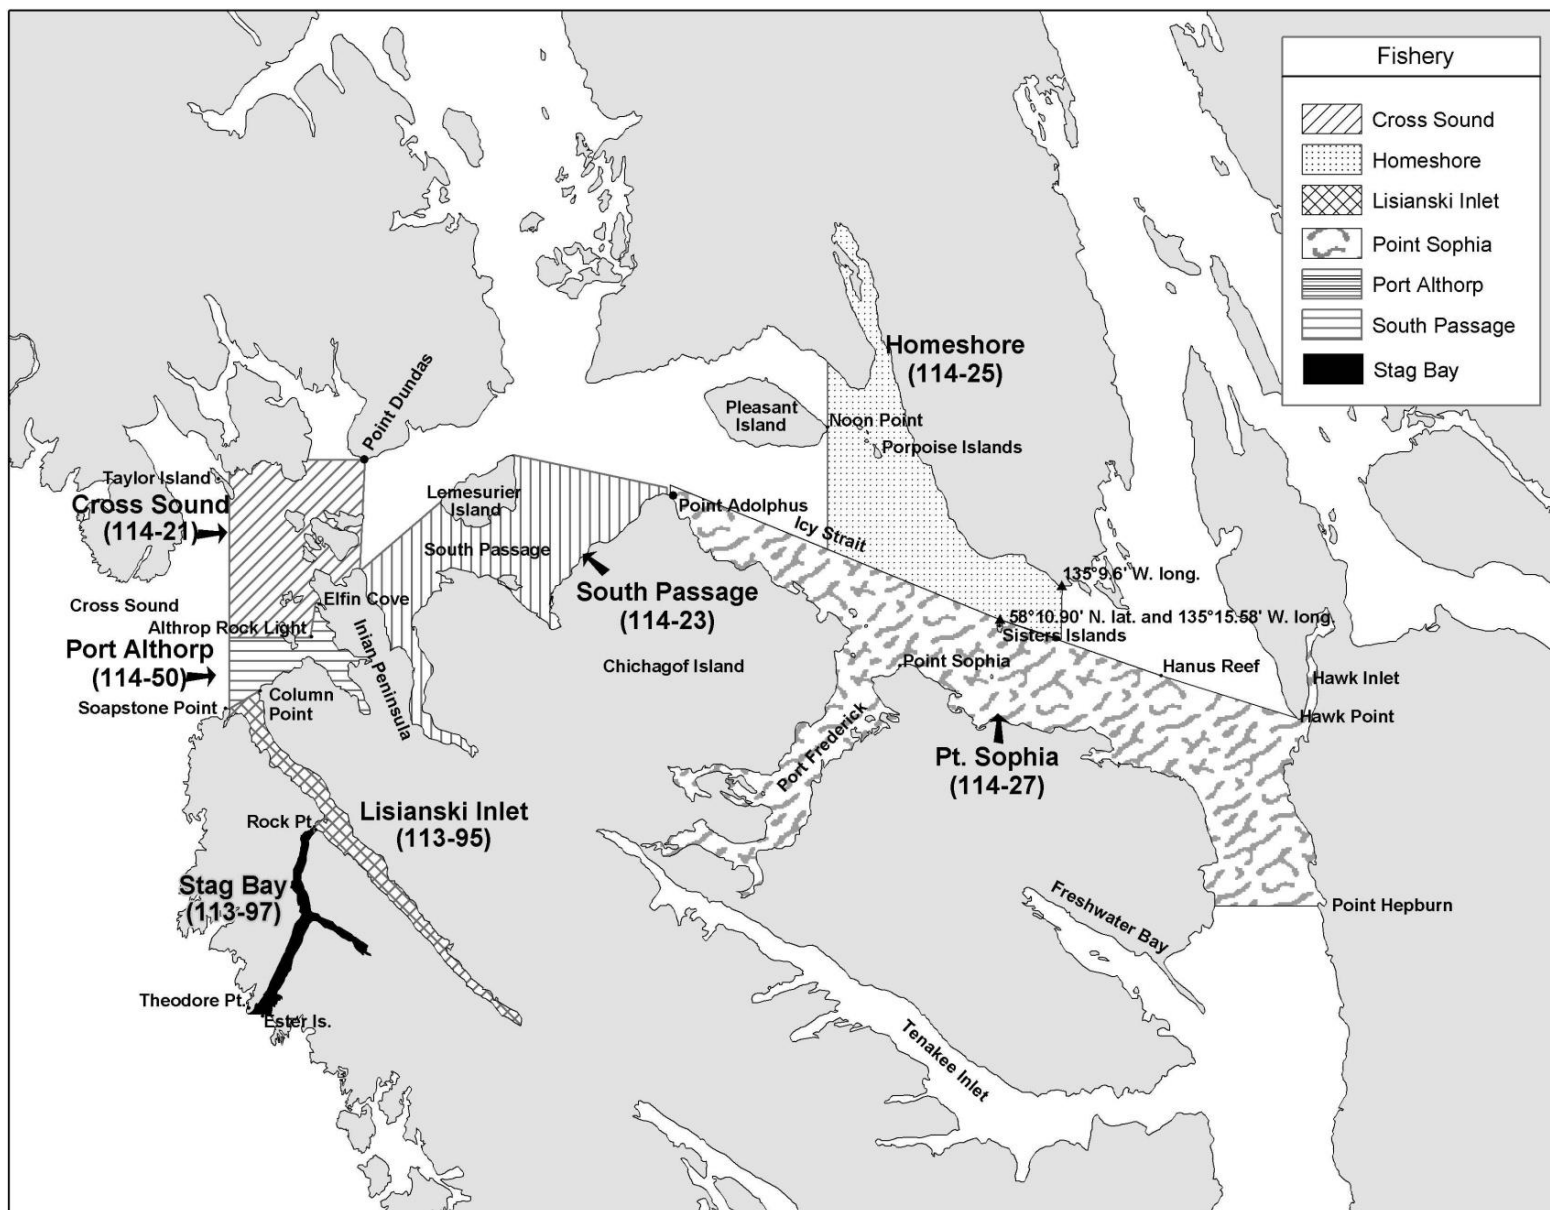 Fishery
Cross Sound
Homeshore
Lisianski Inlet
Point Sophia
Port Althorp
South Passage
Stag Bay
Point Dundas
Homeshore
(114-25)
Pleasant
Island
Noon Point
Porpoise Islands
Taylor Island
Cross Sound
(114-21)
Lemesurier
Island
Point Adolphus
Icy Strait
South Passage
South Passage
(114-23)
135°9.6' W. long.
58°10.90' N. lat. and 135°15.58' W. long.
Sisters Islands
Elfin Cove
Cross Sound
Althrop Rock Light
Port Althorp
(114-50)
Inian Peninsula
Chichagof Island
Point Sophia
Hanus Reef
Hawk Inlet
Hawk Point
Column
Point
Soapstone Point
Port Frederick
Pt. Sophia
(114-27)
Lisianski Inlet
(113-95)
Rock Pt.
Stag Bay
(113-97)
Freshwater Bay
Point Hepburn
Theodore Pt.
Ester Is.
Tenakee Inlet